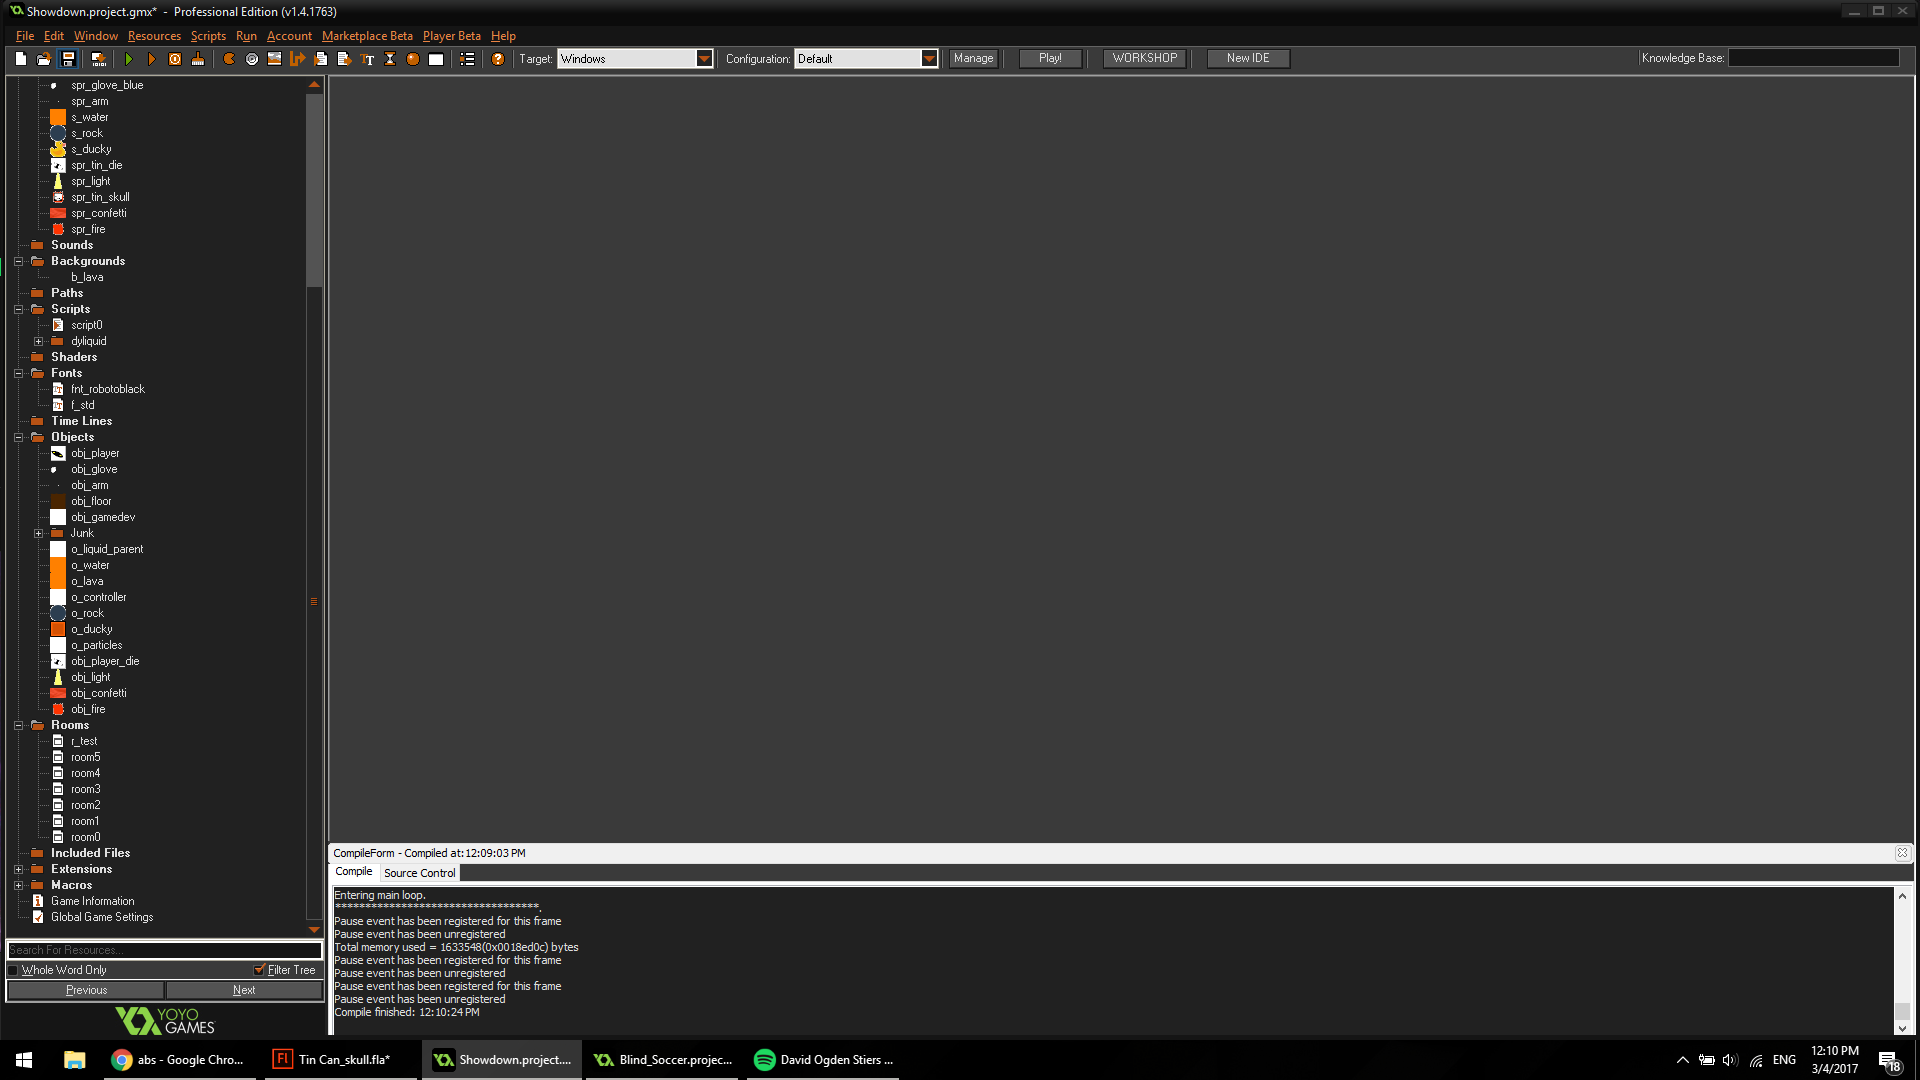 Showdown.project.gmx*  -  Professional Edition (v1.4.1763)
File Edit Window Resources Scripts Run Account Marketplace Beta Player Beta Help
Target: Windows Configuration: Default Manage Play! WORKSHOP New IDE Knowledge Base:
spr_glove_blue
spr_arm
s_water
s_rock
s_ducky
spr_tin_die
spr_light
spr_tin_skull
spr_confetti
spr_fire
Sounds
Backgrounds
b_lava
Paths
Scripts
script0
dyliquid
Shaders
Fonts
fnt_robotoblack
f_std
Time Lines
Objects
obj_player
obj_glove
obj_arm
obj_floor
obj_gamedev
Junk
o_liquid_parent
o_water
o_lava
o_controller
o_rock
o_ducky
o_particles
obj_player_die
obj_light
obj_confetti
obj_fire
Rooms
r_test
room5
room4
room3
room2
room1
room0
Included Files
Extensions
Macros
Game Information
Global Game Settings
Search For Resources...
Whole Word Only Filter Tree
Previous Next
YOYO
GAMES
CompileForm - Compiled at:12:09:03 PM
Compile Source Control
Entering main loop.
***********************************.
Pause event has been registered for this frame
Pause event has been unregistered
Total memory used = 1633548(0x0018ed0c) bytes
Pause event has been registered for this frame
Pause event has been unregistered
Pause event has been registered for this frame
Pause event has been unregistered
Compile finished: 12:10:24 PM
abs - Google Chro... Fl Tin Can_skull.fla* Showdown.project.... Blind_Soccer.projec... David Ogden Stiers ... ENG 12:10 PM 18
3/4/2017